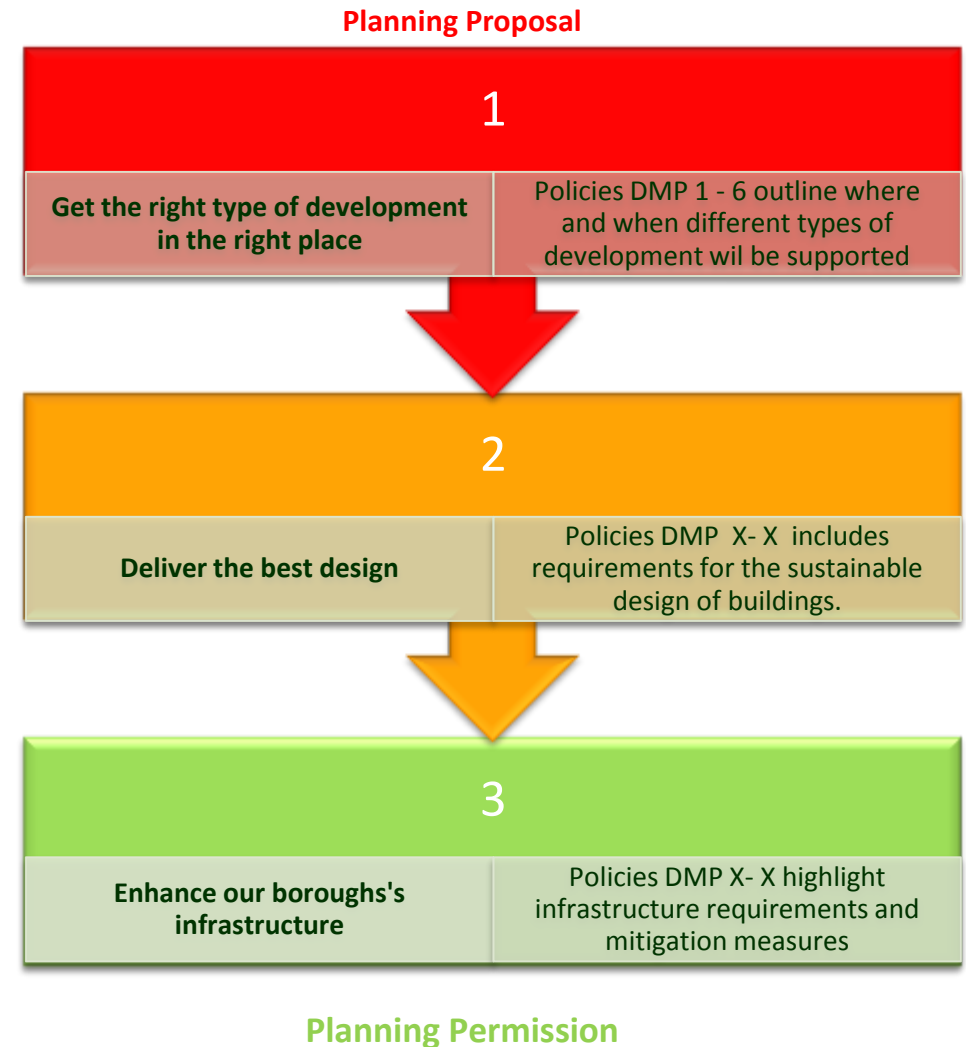 Planning Proposal
1
Get the right type of development
in the right place
Policies DMP 1 - 6 outline where
and when different types of
development wil be supported
2
Deliver the best design
Policies DMP X- X includes
requirements for the sustainable
design of buildings.
3
Enhance our boroughs's
infrastructure
Policies DMP X- X highlight
infrastructure requirements and
mitigation measures
Planning Permission